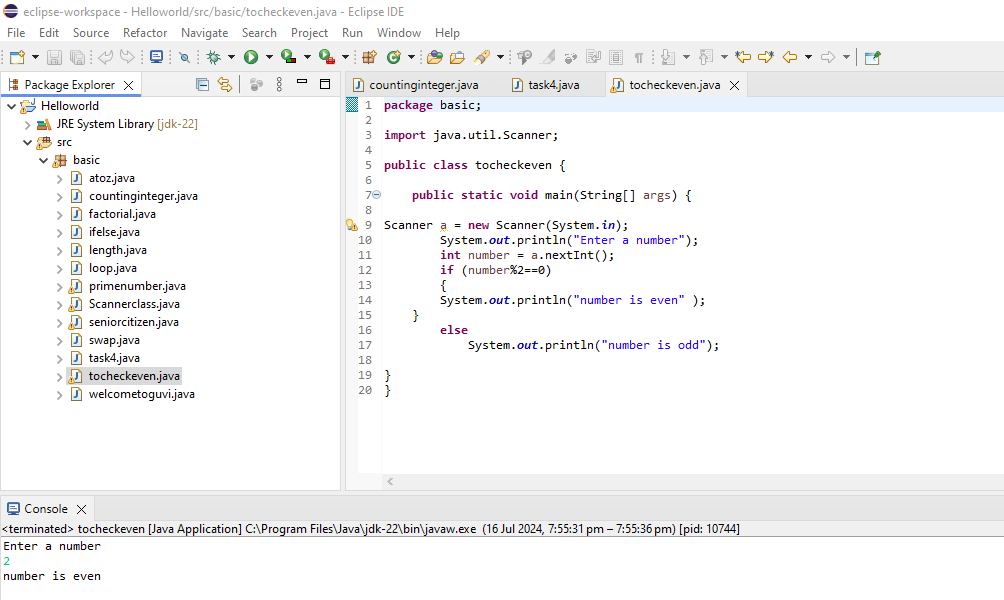 eclipse-workspace - Helloworld/src/basic/tocheckeven.java - Eclipse IDE
File Edit Source Refactor Navigate Search Project Run Window Help
Package Explorer
Helloworld
JRE System Library [jdk-22]
src
basic
atoz.java
countinginteger.java
factorial.java
ifelse.java
length.java
loop.java
primenumber.java
Scannerclass.java
seniorcitizen.java
swap.java
task4.java
tocheckeven.java
welcometoguvi.java
countinginteger.java task4.java tocheckeven.java
1 package basic;
2
3 import java.util.Scanner;
4
5 public class tocheckeven {
6
7 public static void main(String[] args) {
8
9 Scanner a = new Scanner(System.in);
10 System.out.println("Enter a number");
11 int number = a.nextInt();
12 if (number%2==0)
13 {
14 System.out.println("number is even" );
15 }
16 else
17 System.out.println("number is odd");
18
19 }
20 }
Console
<terminated> tocheckeven [Java Application] C:\Program Files\Java\jdk-22\bin\javaw.exe (16 Jul 2024, 7:55:31 pm – 7:55:36 pm) [pid: 10744]
Enter a number
2
number is even